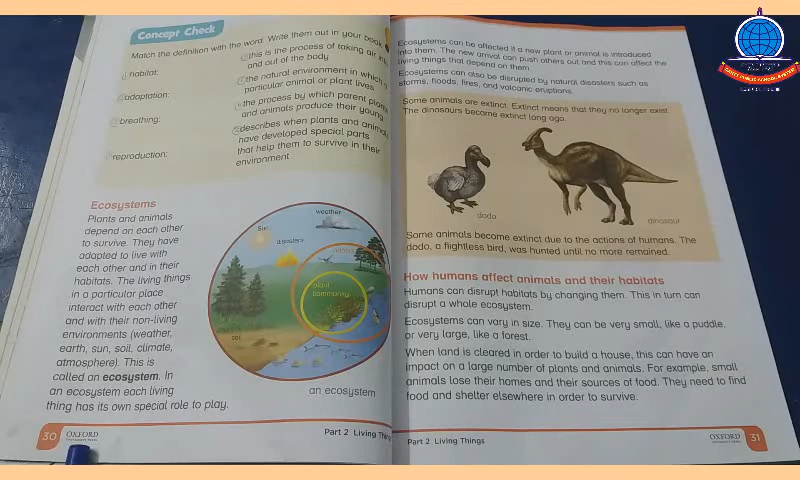 Concept Check
Match the definition with the word. Write them out in your book
habitat:
adaptation:
breathing:
reproduction:
this is the process of taking air into
and out of the body
the natural environment in which a
particular animal or plant lives
the process by which parent plants
and animals produce their young
describes when plants and animals
have developed special parts
that help them to survive in their
environment
Ecosystems
Plants and animals
depend on each other
to survive. They have
adapted to live with
each other and in their
habitats. The living things
in a particular place
interact with each other
and with their non-living
environments (weather,
earth, sun, soil, climate,
atmosphere). This is
called an ecosystem. In
an ecosystem each living
thing has its own special role to play.
weather
Sun
disasters
plant
community
soil
an ecosystem
30
OXFORD
UNIVERSITY PRESS
Part 2 Living Things
Ecosystems can be affected if a new plant or animal is introduced
into them. The new arrival can push others out and this can affect the
living things that depend on them.
Ecosystems can also be disrupted by natural disasters such as
storms, floods, fires, and volcanic eruptions.
Some animals are extinct. Extinct means that they no longer exist.
The dinosaurs become extinct long ago.
dodo
dinosaur
Some animals become extinct due to the actions of humans. The
dodo, a flightless bird, was hunted until no more remained.
How humans affect animals and their habitats
Humans can disrupt habitats by changing them. This in turn can
disrupt a whole ecosystem.
Ecosystems can vary in size. They can be very small, like a puddle,
or very large, like a forest.
When land is cleared in order to build a house, this can have an
impact on a large number of plants and animals. For example, small
animals lose their homes and their sources of food. They need to find
food and shelter elsewhere in order to survive.
Part 2 Living Things
OXFORD
UNIVERSITY PRESS
31